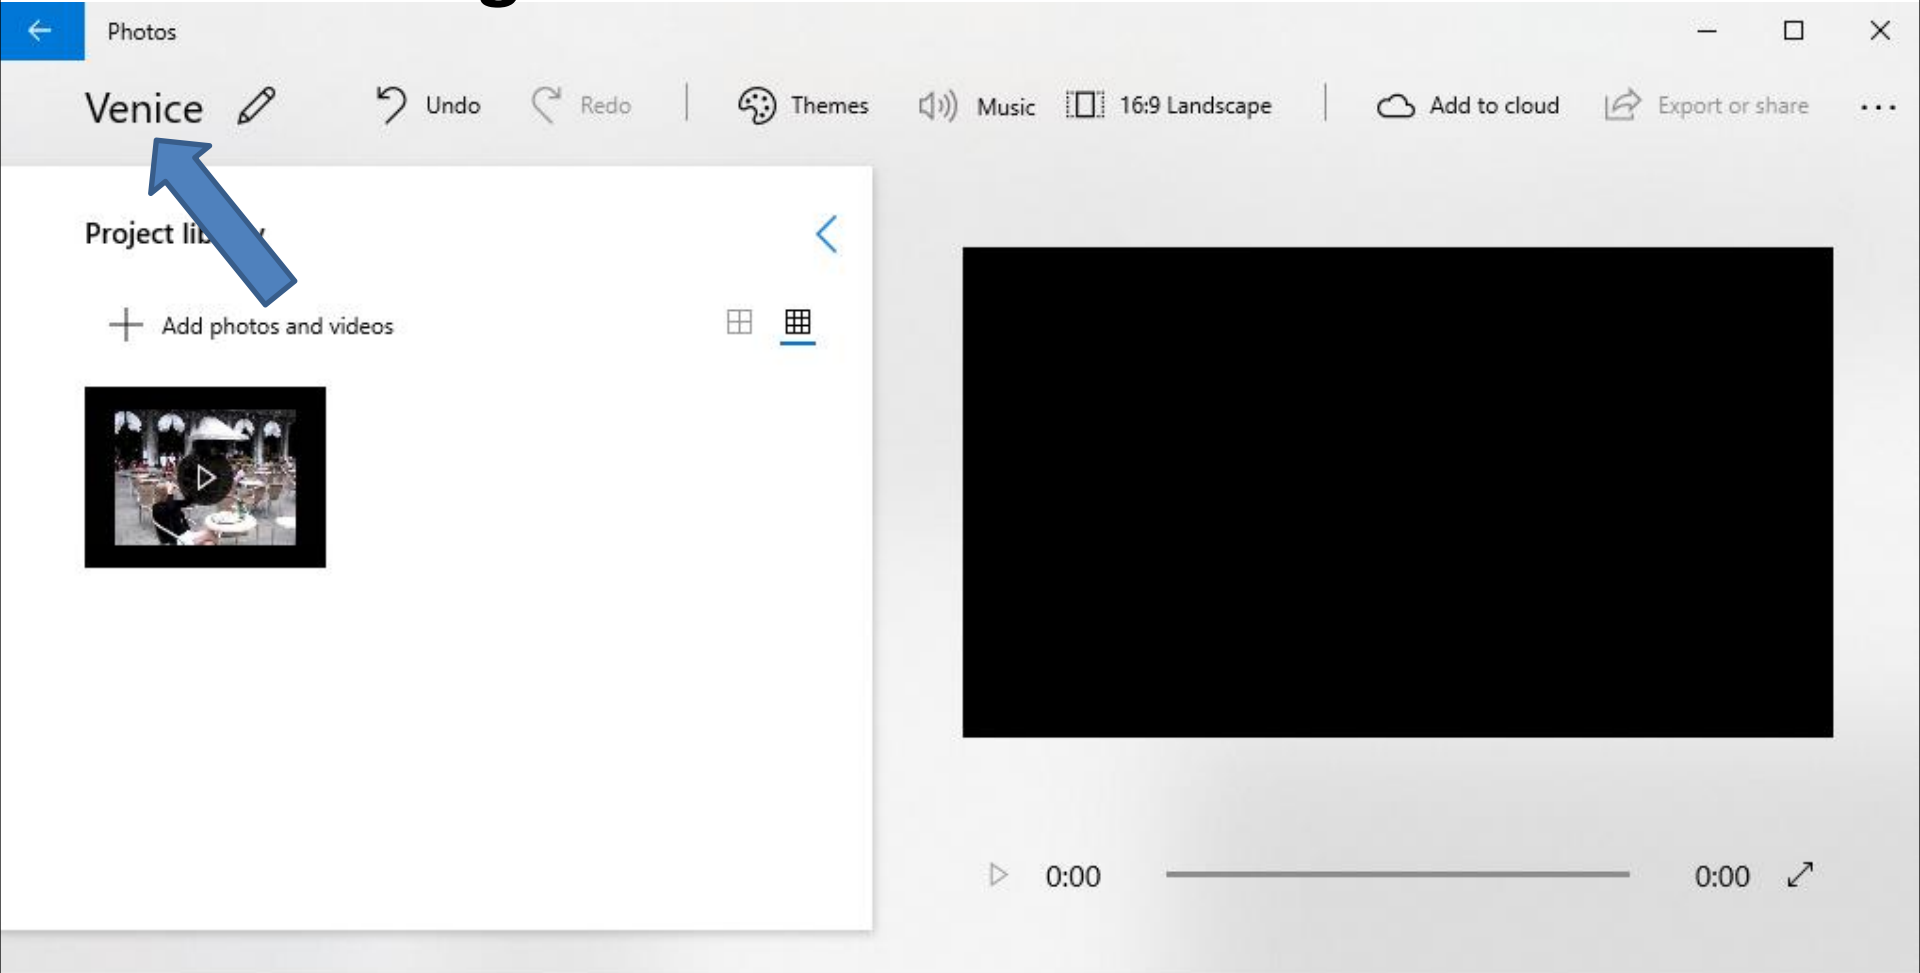 Photos
Venice Undo Redo Themes Music 16:9 Landscape Add to cloud Export or share ...
Project
Add photos and videos
0:00 0:00